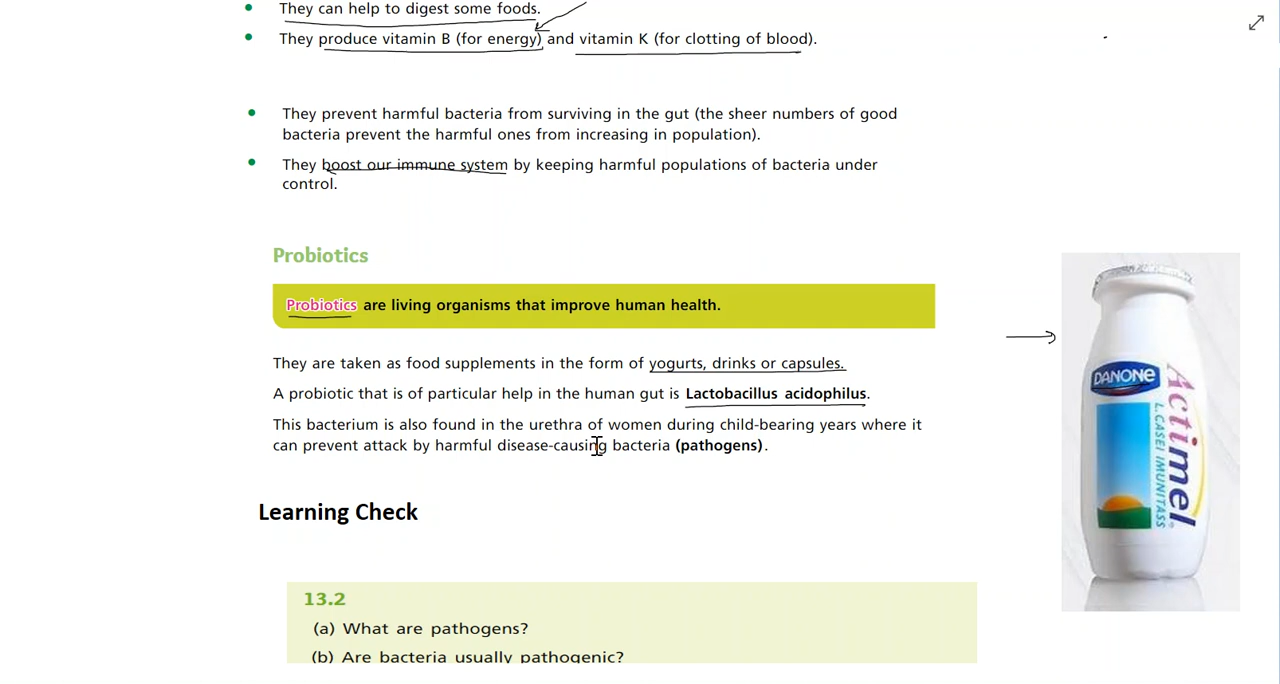 They can help to digest some foods.
They produce vitamin B (for energy) and vitamin K (for clotting of blood).
They prevent harmful bacteria from surviving in the gut (the sheer numbers of good
bacteria prevent the harmful ones from increasing in population).
They boost our immune system by keeping harmful populations of bacteria under
control.
Probiotics
Probiotics are living organisms that improve human health.
They are taken as food supplements in the form of yogurts, drinks or capsules.
A probiotic that is of particular help in the human gut is Lactobacillus acidophilus.
This bacterium is also found in the urethra of women during child-bearing years where it
can prevent attack by harmful disease-causing bacteria (pathogens).
DANONE
Actimel
L. CASEI IMUNITASS
Learning Check
13.2
(a) What are pathogens?
(b) Are bacteria usually pathogenic?